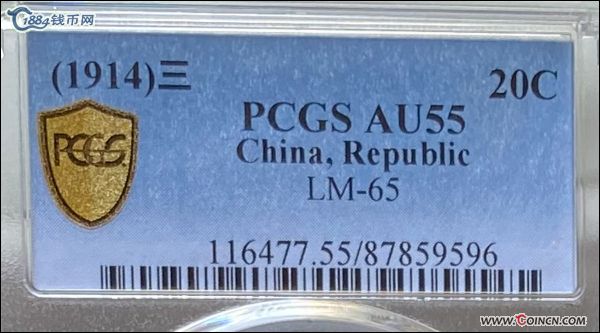 1884钱币网
(1914)三 20C
PCGS AU55
PCGS
China, Republic
LM-65
116477.55/87859596
www.COINCN.com